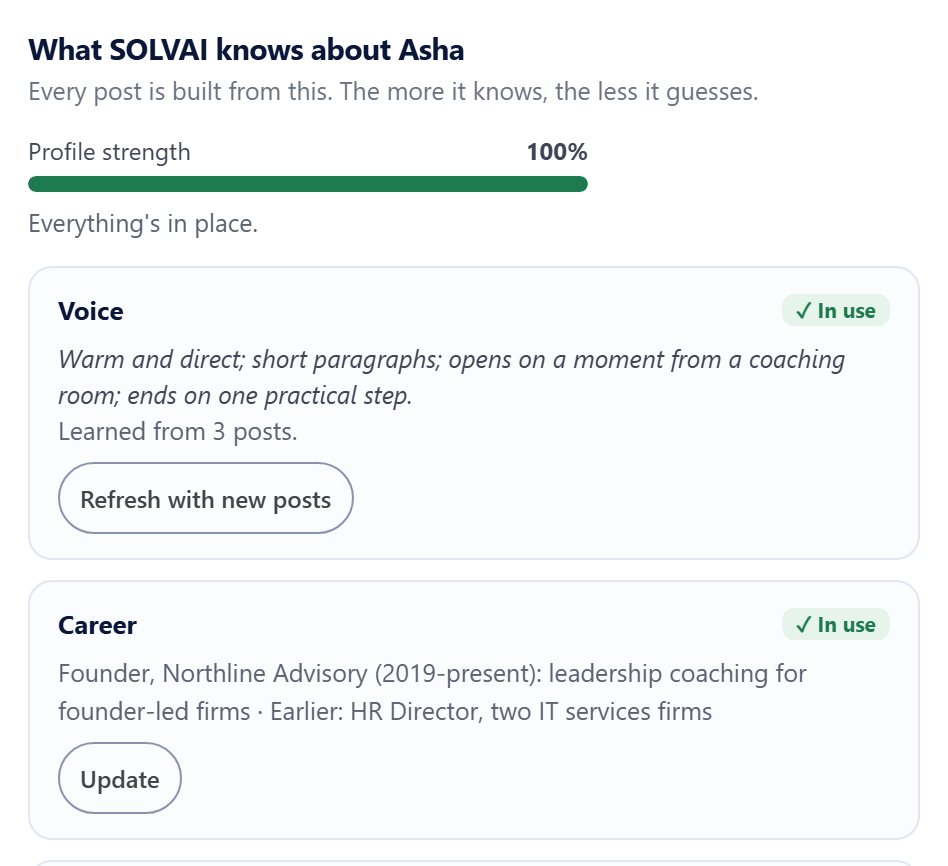 What SOLVAI knows about Asha
Every post is built from this. The more it knows, the less it guesses.
Profile strength 100%
Everything's in place.
Voice ✓ In use
Warm and direct; short paragraphs; opens on a moment from a coaching
room; ends on one practical step.
Learned from 3 posts.
Refresh with new posts
Career ✓ In use
Founder, Northline Advisory (2019-present): leadership coaching for
founder-led firms · Earlier: HR Director, two IT services firms
Update